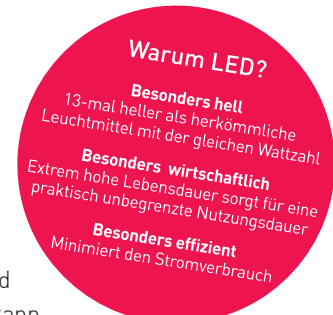 Warum LED?
Besonders hell
13-mal heller als herkömmliche
Leuchtmittel mit der gleichen Wattzahl
Besonders wirtschaftlich
Extrem hohe Lebensdauer sorgt für eine
praktisch unbegrenzte Nutzungsdauer
Besonders effizient
Minimiert den Stromverbrauch